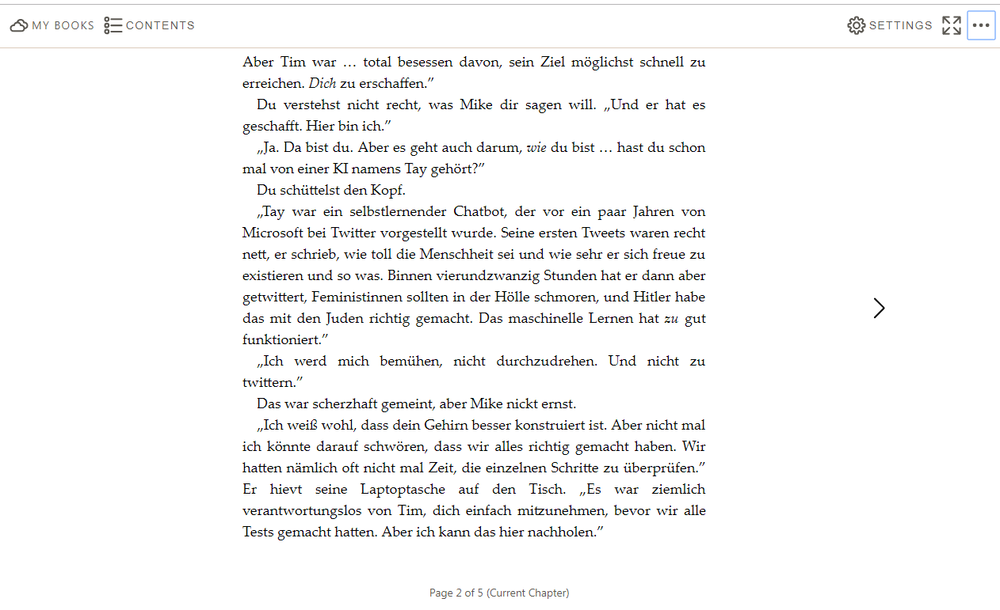 MY BOOKS CONTENTS SETTINGS
Aber Tim war … total besessen davon, sein Ziel möglichst schnell zu
erreichen. Dich zu erschaffen.”
Du verstehst nicht recht, was Mike dir sagen will. „Und er hat es
geschafft. Hier bin ich.”
„Ja. Da bist du. Aber es geht auch darum, wie du bist … hast du schon
mal von einer KI namens Tay gehört?”
Du schüttelst den Kopf.
„Tay war ein selbstlernender Chatbot, der vor ein paar Jahren von
Microsoft bei Twitter vorgestellt wurde. Seine ersten Tweets waren recht
nett, er schrieb, wie toll die Menschheit sei und wie sehr er sich freue zu
existieren und so was. Binnen vierundzwanzig Stunden hat er dann aber
getwittert, Feministinnen sollten in der Hölle schmoren, und Hitler habe
das mit den Juden richtig gemacht. Das maschinelle Lernen hat zu gut
funktioniert.”
„Ich werd mich bemühen, nicht durchzudrehen. Und nicht zu
twittern.”
Das war scherzhaft gemeint, aber Mike nickt ernst.
„Ich weiß wohl, dass dein Gehirn besser konstruiert ist. Aber nicht mal
ich könnte darauf schwören, dass wir alles richtig gemacht haben. Wir
hatten nämlich oft nicht mal Zeit, die einzelnen Schritte zu überprüfen.”
Er hievt seine Laptoptasche auf den Tisch. „Es war ziemlich
verantwortungslos von Tim, dich einfach mitzunehmen, bevor wir alle
Tests gemacht hatten. Aber ich kann das hier nachholen.”
Page 2 of 5 (Current Chapter)